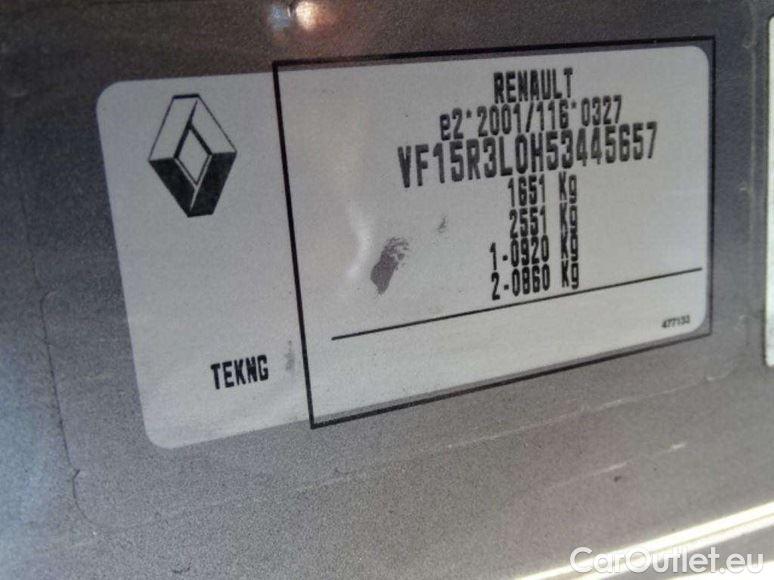 RENAULT
e2*2001/116*0327
VF15R3L0H53445657
1651 Kg
2551 Kg
1-0920 Kg
2-0860 Kg
477133
TEKNG
CarOutlet.eu